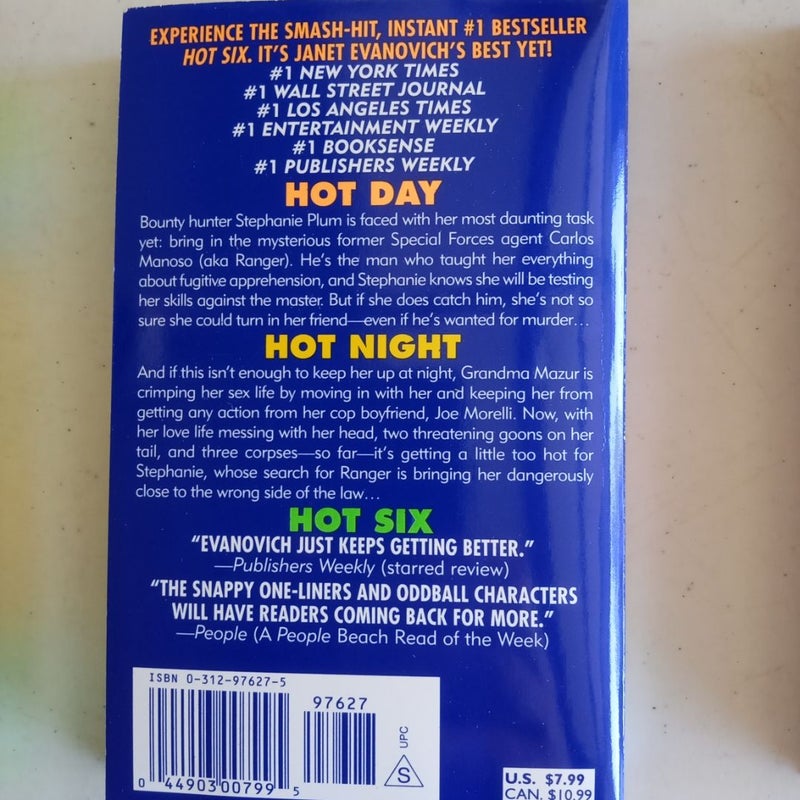 EXPERIENCE THE SMASH-HIT, INSTANT #1 BESTSELLER
HOT SIX. IT'S JANET EVANOVICH'S BEST YET!
#1 NEW YORK TIMES
#1 WALL STREET JOURNAL
#1 LOS ANGELES TIMES
#1 ENTERTAINMENT WEEKLY
#1 BOOKSENSE
#1 PUBLISHERS WEEKLY
HOT DAY
Bounty hunter Stephanie Plum is faced with her most daunting task
yet: bring in the mysterious former Special Forces agent Carlos
Manoso (aka Ranger). He's the man who taught her everything
about fugitive apprehension, and Stephanie knows she will be testing
her skills against the master. But if she does catch him, she's not so
sure she could turn in her friend—even if he's wanted for murder...
HOT NIGHT
And if this isn't enough to keep her up at night, Grandma Mazur is
crimping her sex life by moving in with her and keeping her from
getting any action from her cop boyfriend, Joe Morelli. Now, with
her love life messing with her head, two threatening goons on her
tail, and three corpses—so far—it's getting a little too hot for
Stephanie, whose search for Ranger is bringing her dangerously
close to the wrong side of the law...
HOT SIX
"EVANOVICH JUST KEEPS GETTING BETTER."
—Publishers Weekly (starred review)
"THE SNAPPY ONE-LINERS AND ODDBALL CHARACTERS
WILL HAVE READERS COMING BACK FOR MORE."
—People (A People Beach Read of the Week)
ISBN 0-312-97627-5
97627
UPC
S
0 44903 00799 5
U.S. $7.99
CAN. $10.99